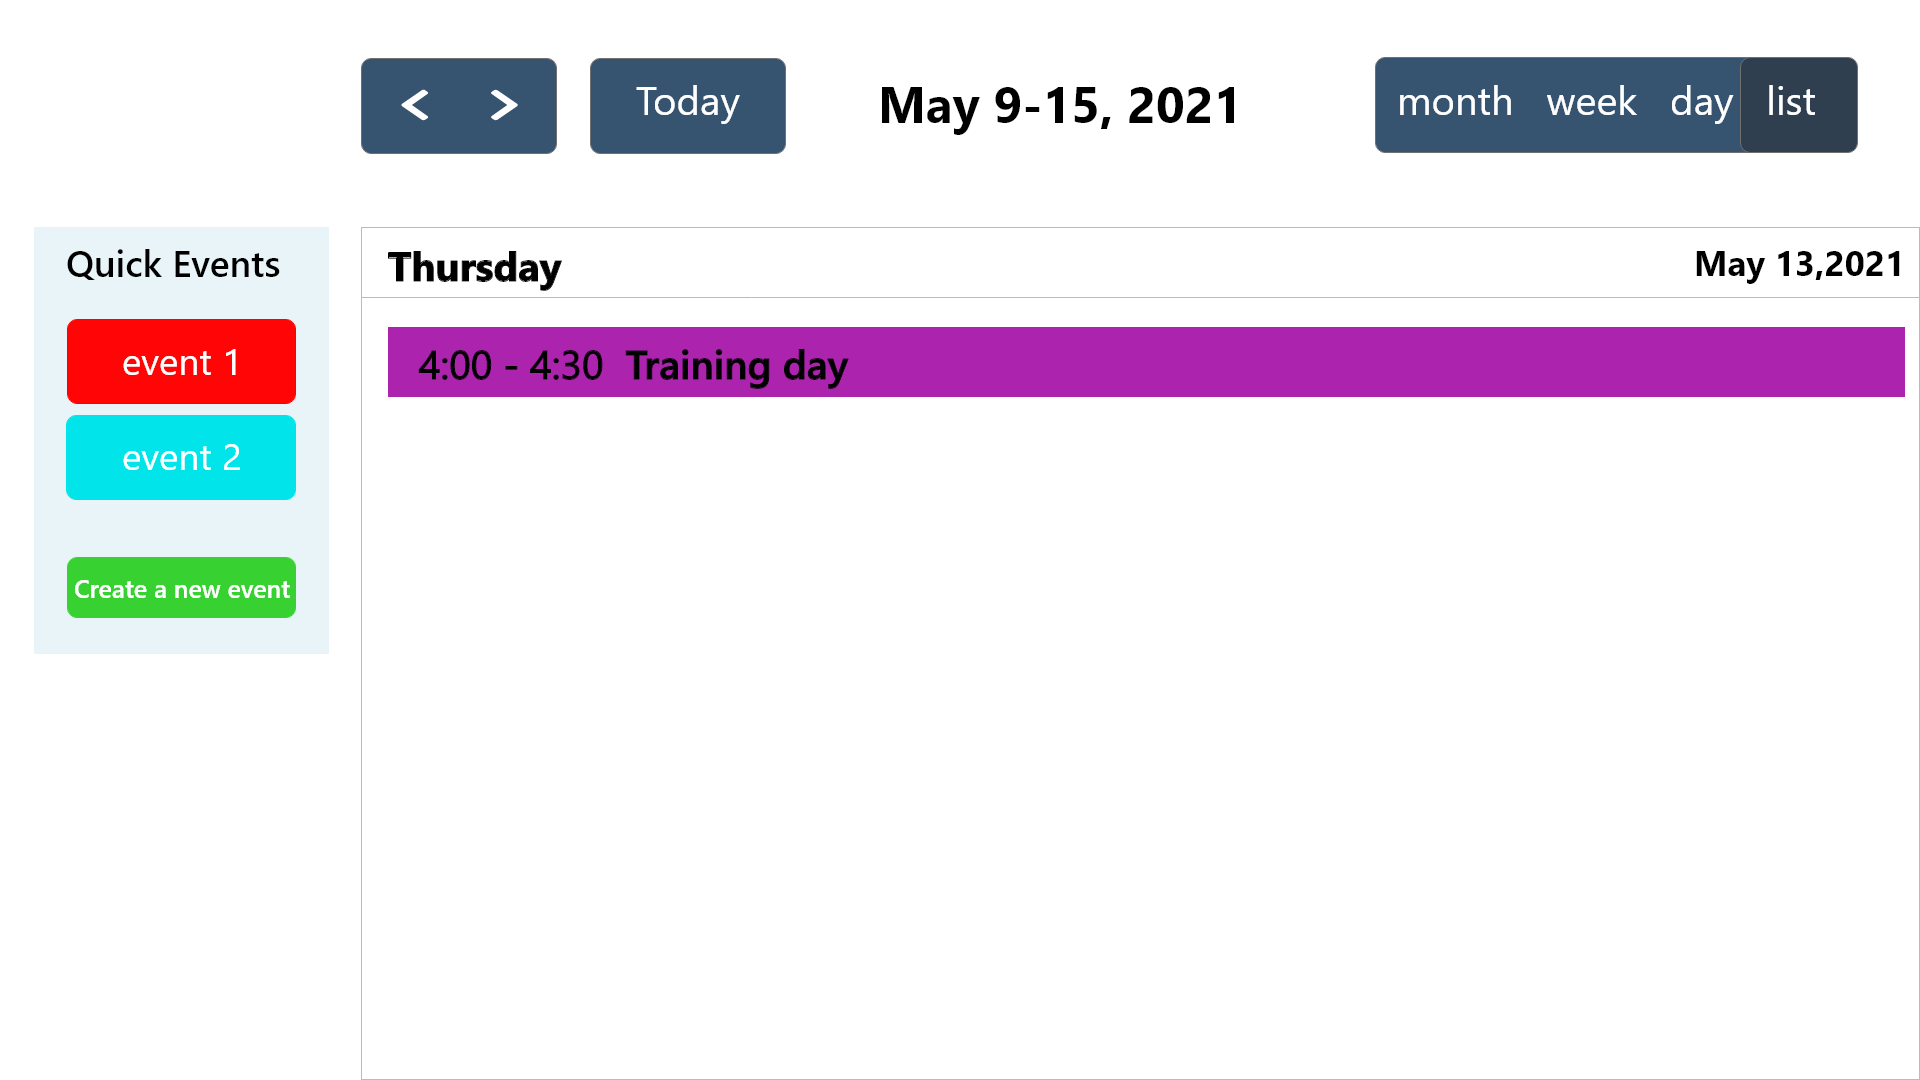 < > Today May 9-15, 2021 month week day list
Quick Events
event 1
event 2
Create a new event
Thursday May 13,2021
4:00 - 4:30 Training day